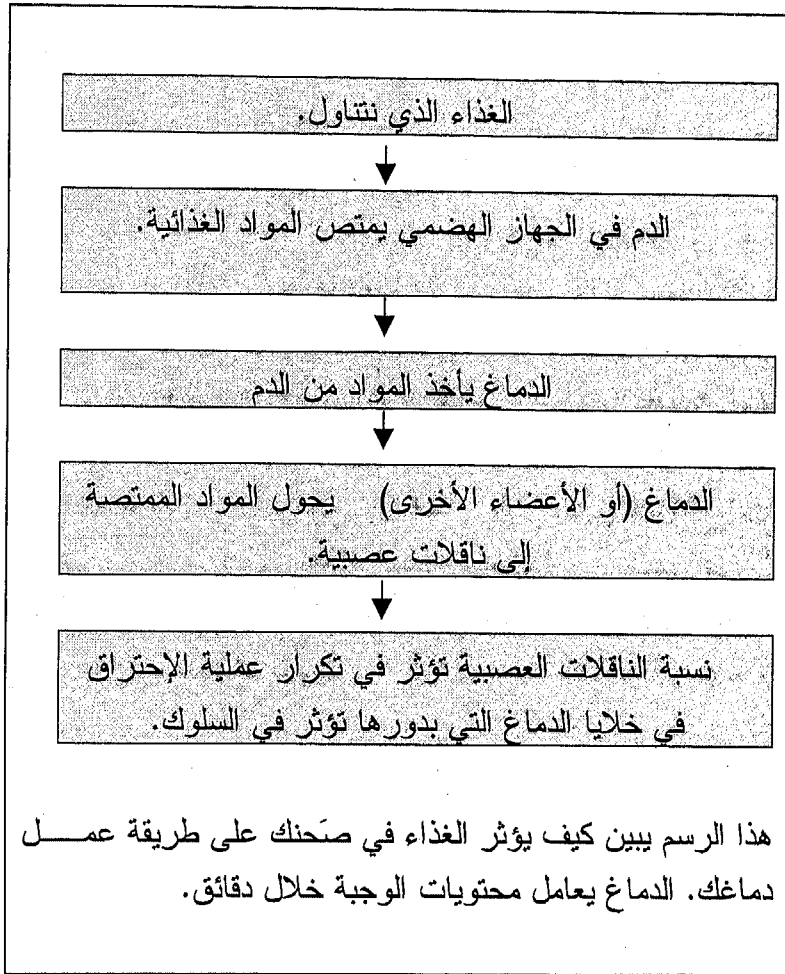 الغذاء الذي نتناول.
الدم في الجهاز الهضمي يمتص المواد الغذائية.
الدماغ يأخذ المواد من الدم
الدماغ (أو الأعضاء الأخرى) يحول المواد الممتصة
إلى ناقلات عصبية.
نسبة الناقلات العصبية تؤثر في تكرار عملية الإحتراق
في خلايا الدماغ التي بدورها تؤثر في السلوك.
هذا الرسم يبين كيف يؤثر الغذاء في صَحنك على طريقة عمـــل
دماغك. الدماغ يعامل محتويات الوجبة خلال دقائق.